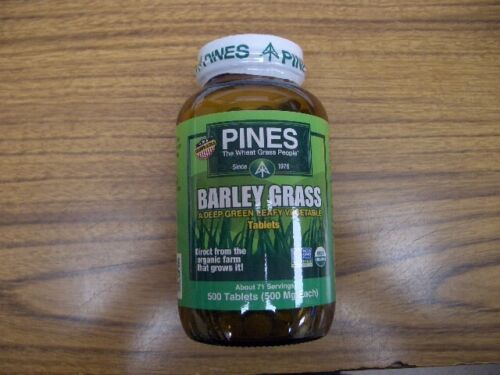 PINES PINES
PINES
The Wheat Grass People
Since 1976
BARLEY GRASS
A DEEP GREEN LEAFY VEGETABLE
Tablets
Direct from the
organic farm
that grows it!
About 71 Servings
500 Tablets (500 Mg Each)